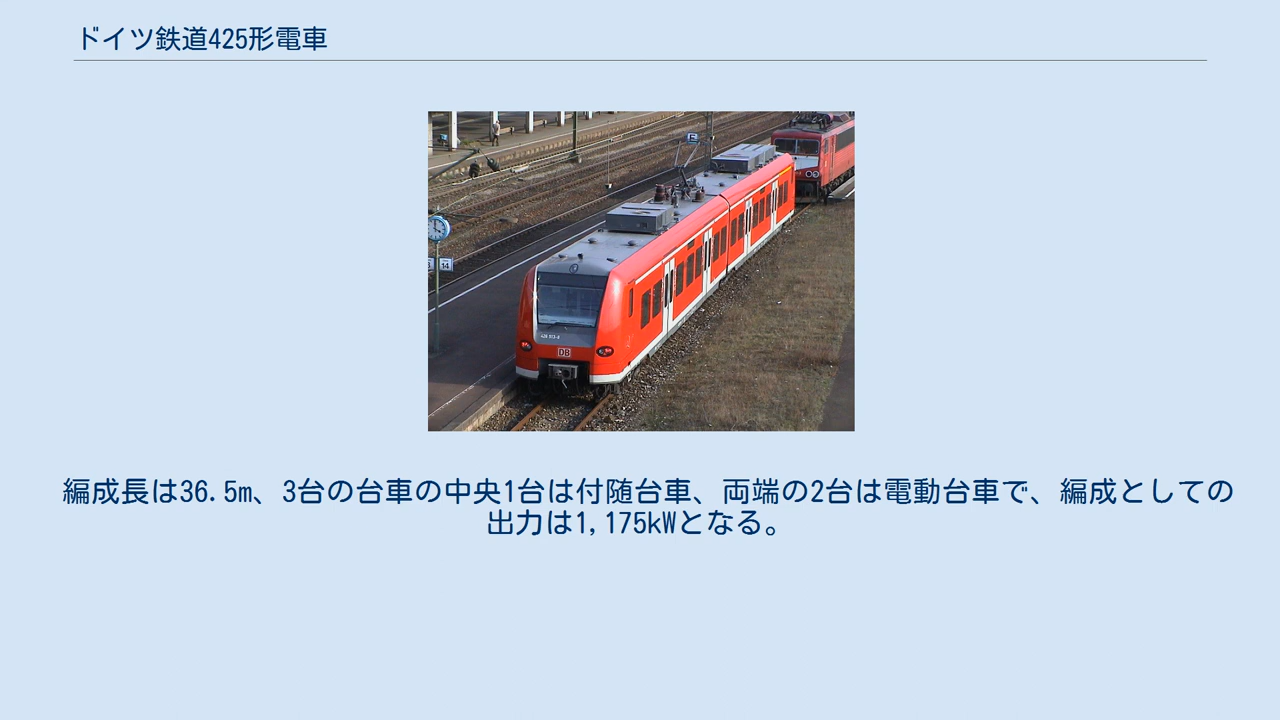 ドイツ鉄道425形電車
14
DB
編成長は36.5m、3台の台車の中央1台は付随台車、両端の2台は電動台車で、編成としての
出力は1,175kWとなる。